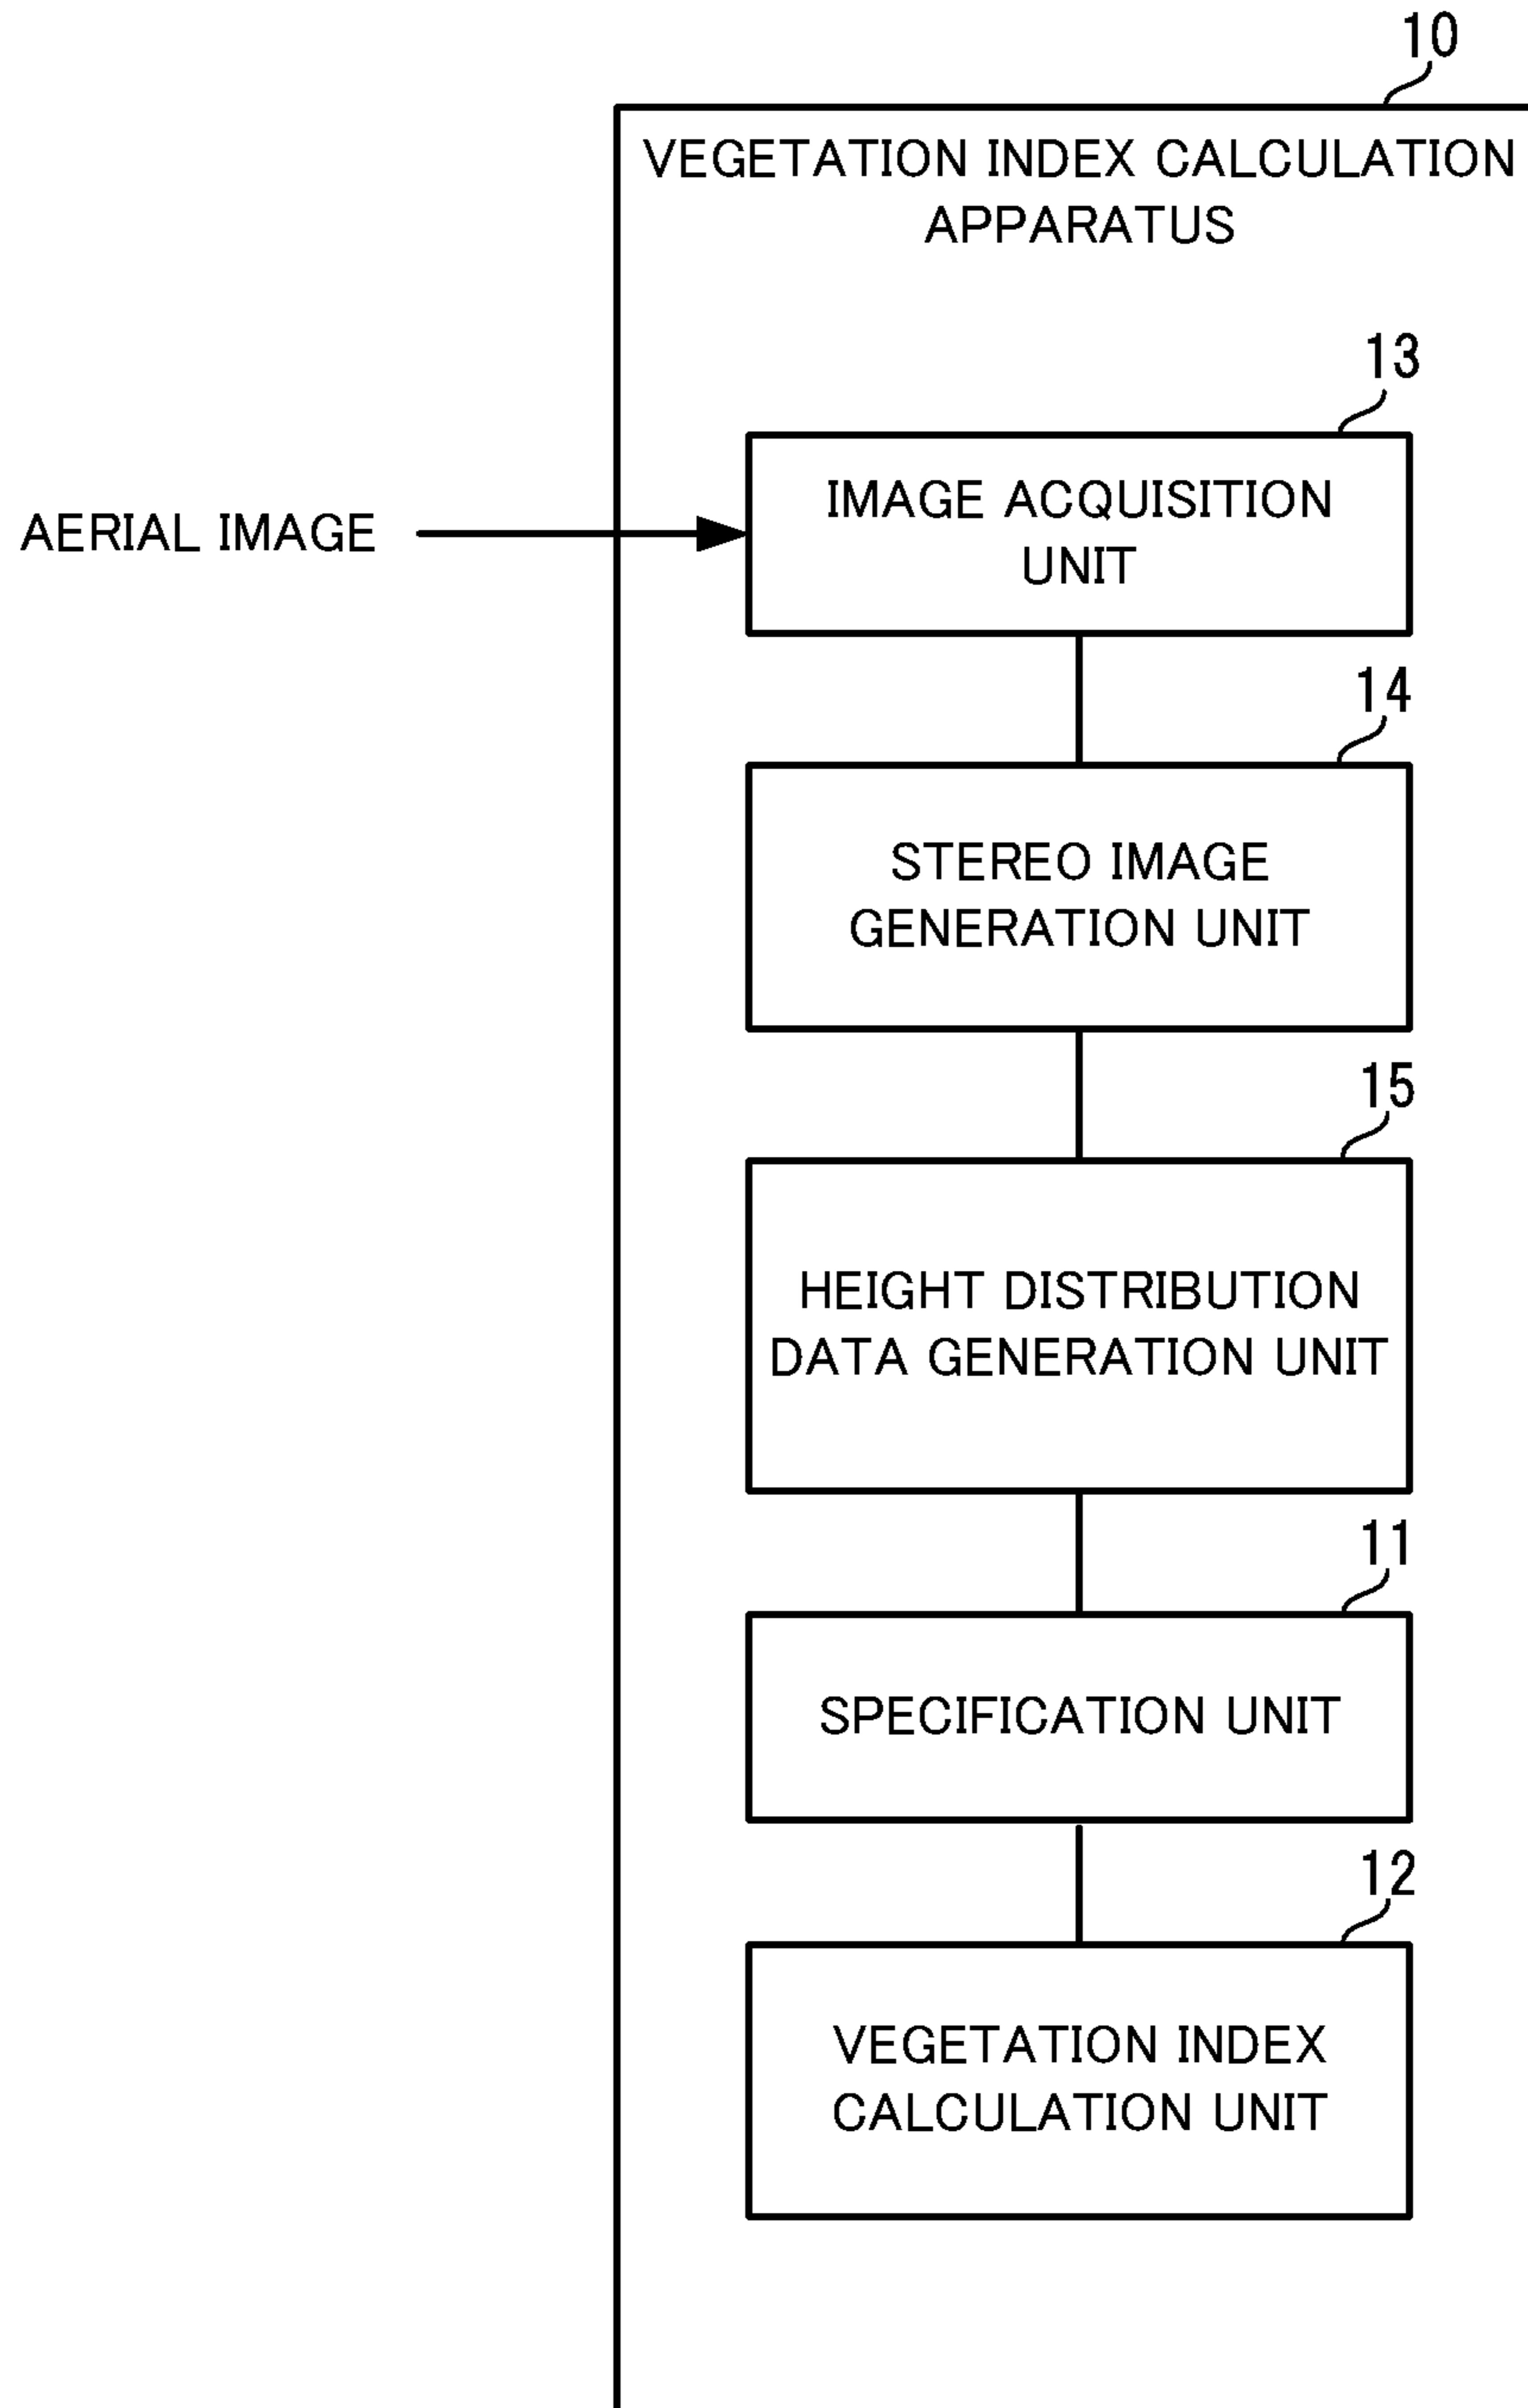 10
VEGETATION INDEX CALCULATION
APPARATUS
13
IMAGE ACQUISITION
UNIT
AERIAL IMAGE
14
STEREO IMAGE
GENERATION UNIT
15
HEIGHT DISTRIBUTION
DATA GENERATION UNIT
11
SPECIFICATION UNIT
12
VEGETATION INDEX
CALCULATION UNIT